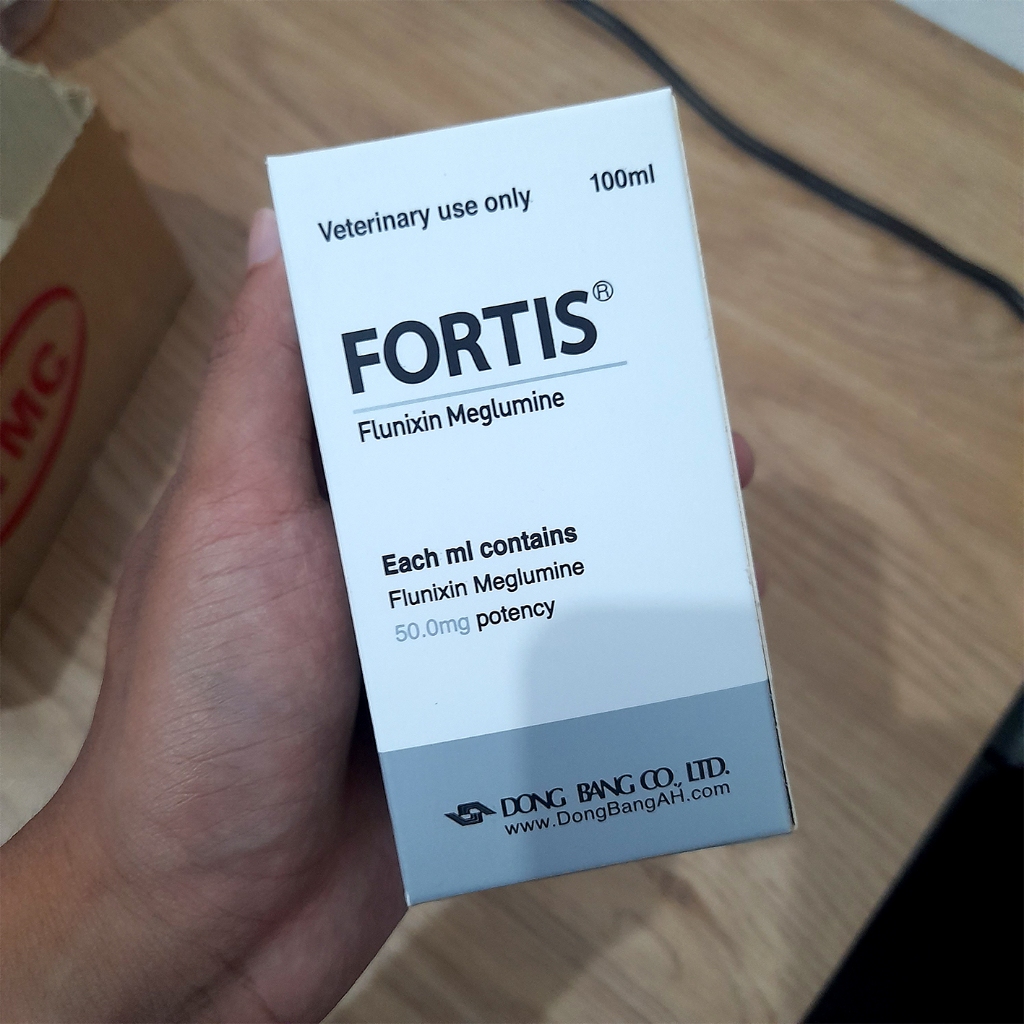 Veterinary use only 100ml
FORTIS®
Flunixin Meglumine
Each ml contains
Flunixin Meglumine
50.0mg potency
DONG BANG CO., LTD.
www.DongBangAH.com
MC